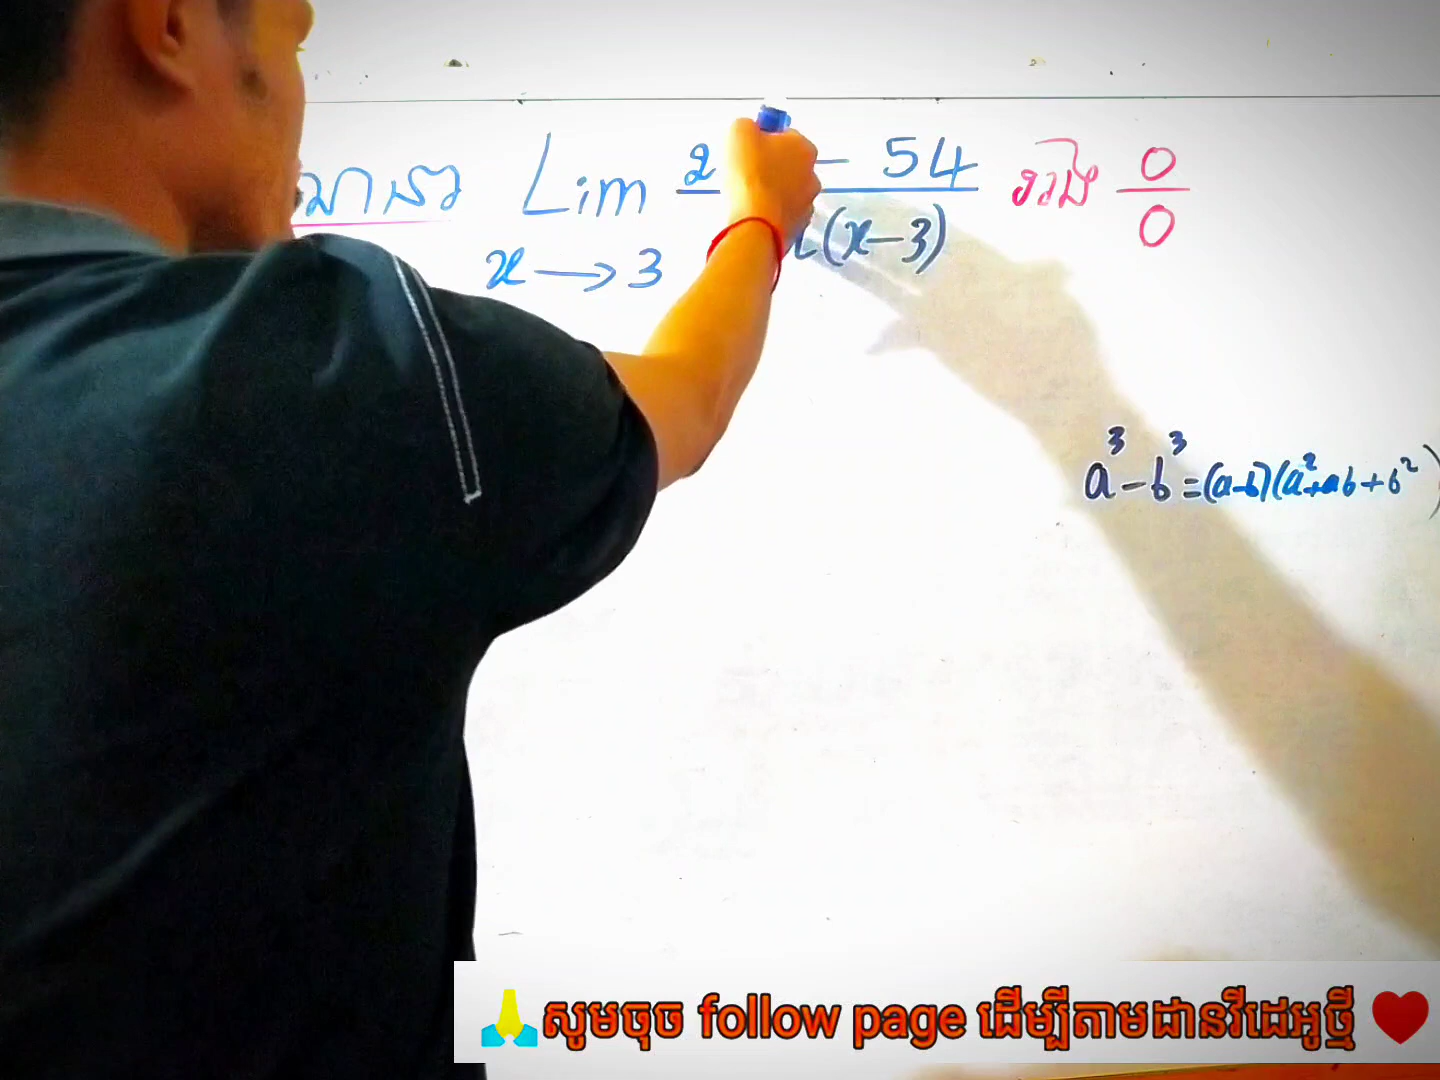 Lim 2 - 54 0
x → 3 (x-3) 0
a³ - b³ = (a-b)(a²+ab+b²)
🙏សូមចុច follow page ដើម្បីតាមដានវីដេអូថ្មី ❤